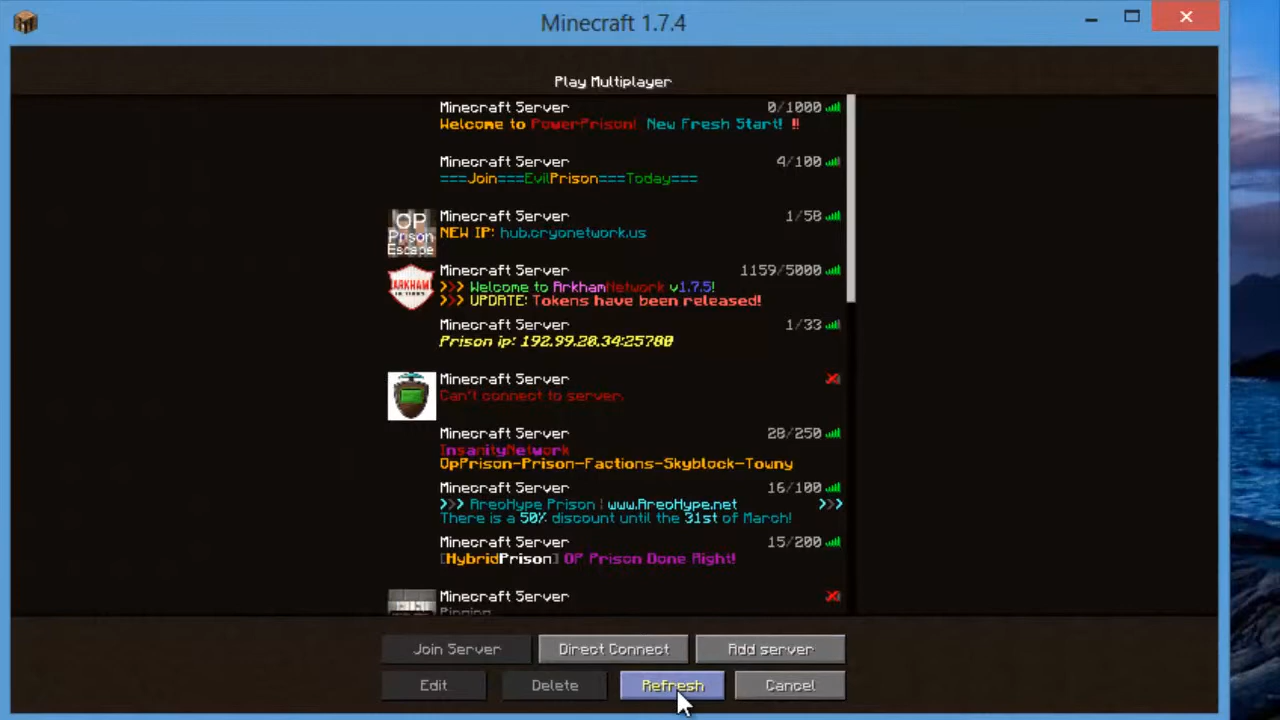 Minecraft 1.7.4
Play Multiplayer
Minecraft Server 0/1000
Welcome to PowerPrison! New Fresh Start! !!
Minecraft Server 4/100
===Join===EvilPrison===Today===
OP Prison Escape
Minecraft Server 1/58
NEW IP: hub.cryonetwork.us
ARKHAM
Minecraft Server 1159/5000
>>> Welcome to ArkhamNetwork v1.7.5!
>>> UPDATE: Tokens have been released!
Minecraft Server 1/33
Prison ip: 192.99.20.34:25780
Minecraft Server
Can't connect to server.
Minecraft Server 28/250
InsanityNetwork
OpPrison-Prison-Factions-Skyblock-Towny
Minecraft Server 16/100
>>> AreoHype Prison | www.AreoHype.net >>>
There is a 50% discount until the 31st of March!
Minecraft Server 15/200
[HybridPrison] OP Prison Done Right!
Minecraft Server
Pinging
Join Server Direct Connect Add server
Edit Delete Refresh Cancel